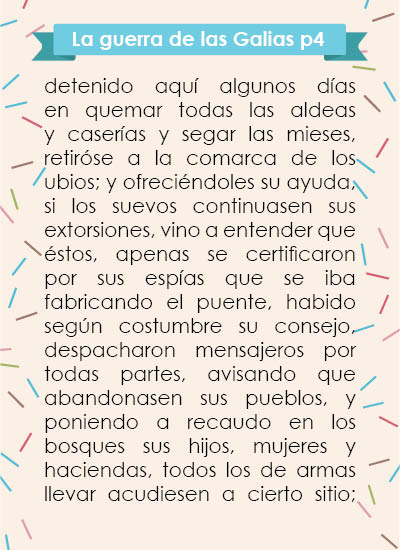 La guerra de las Galias p4
detenido aquí algunos días
en quemar todas las aldeas
y caserías y segar las mieses,
retiróse a la comarca de los
ubios; y ofreciéndoles su ayuda,
si los suevos continuasen sus
extorsiones, vino a entender que
éstos, apenas se certificaron
por sus espías que se iba
fabricando el puente, habido
según costumbre su consejo,
despacharon mensajeros por
todas partes, avisando que
abandonasen sus pueblos, y
poniendo a recaudo en los
bosques sus hijos, mujeres y
haciendas, todos los de armas
llevar acudiesen a cierto sitio;